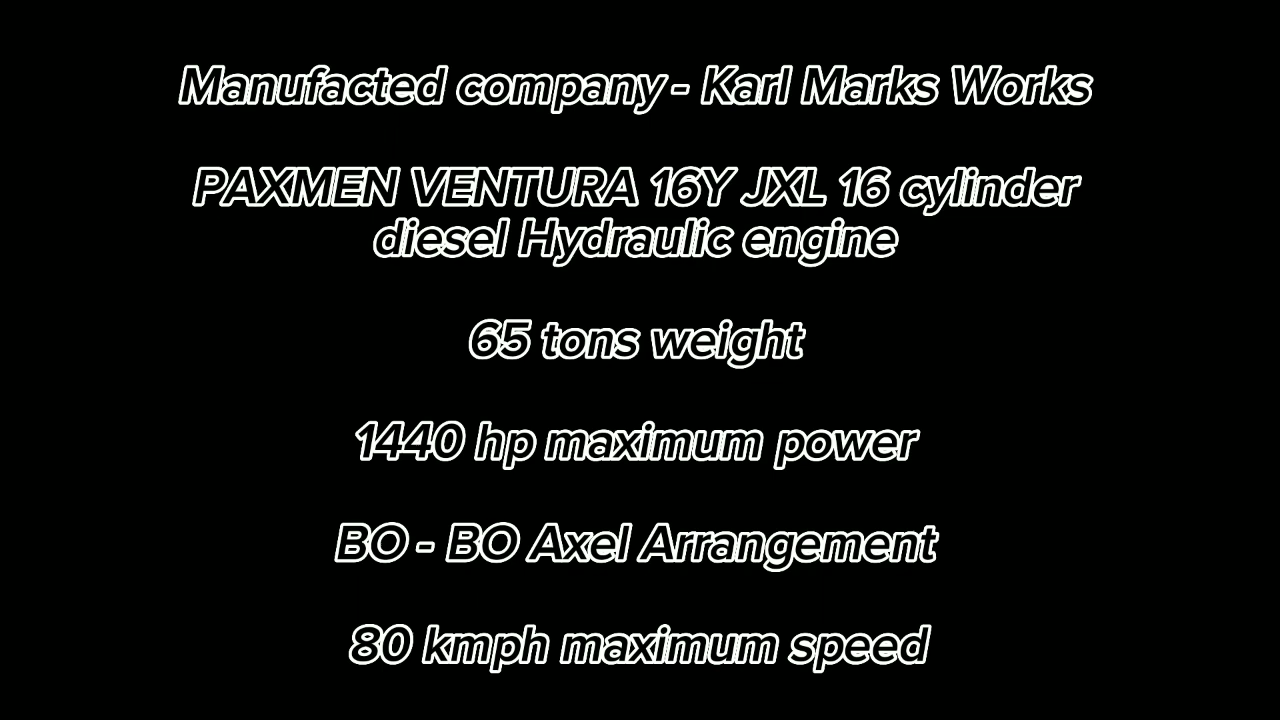 Manufacted company - Karl Marks Works
PAXMEN VENTURA 16Y JXL 16 cylinder
diesel Hydraulic engine
65 tons weight
1440 hp maximum power
BO - BO Axel Arrangement
80 kmph maximum speed